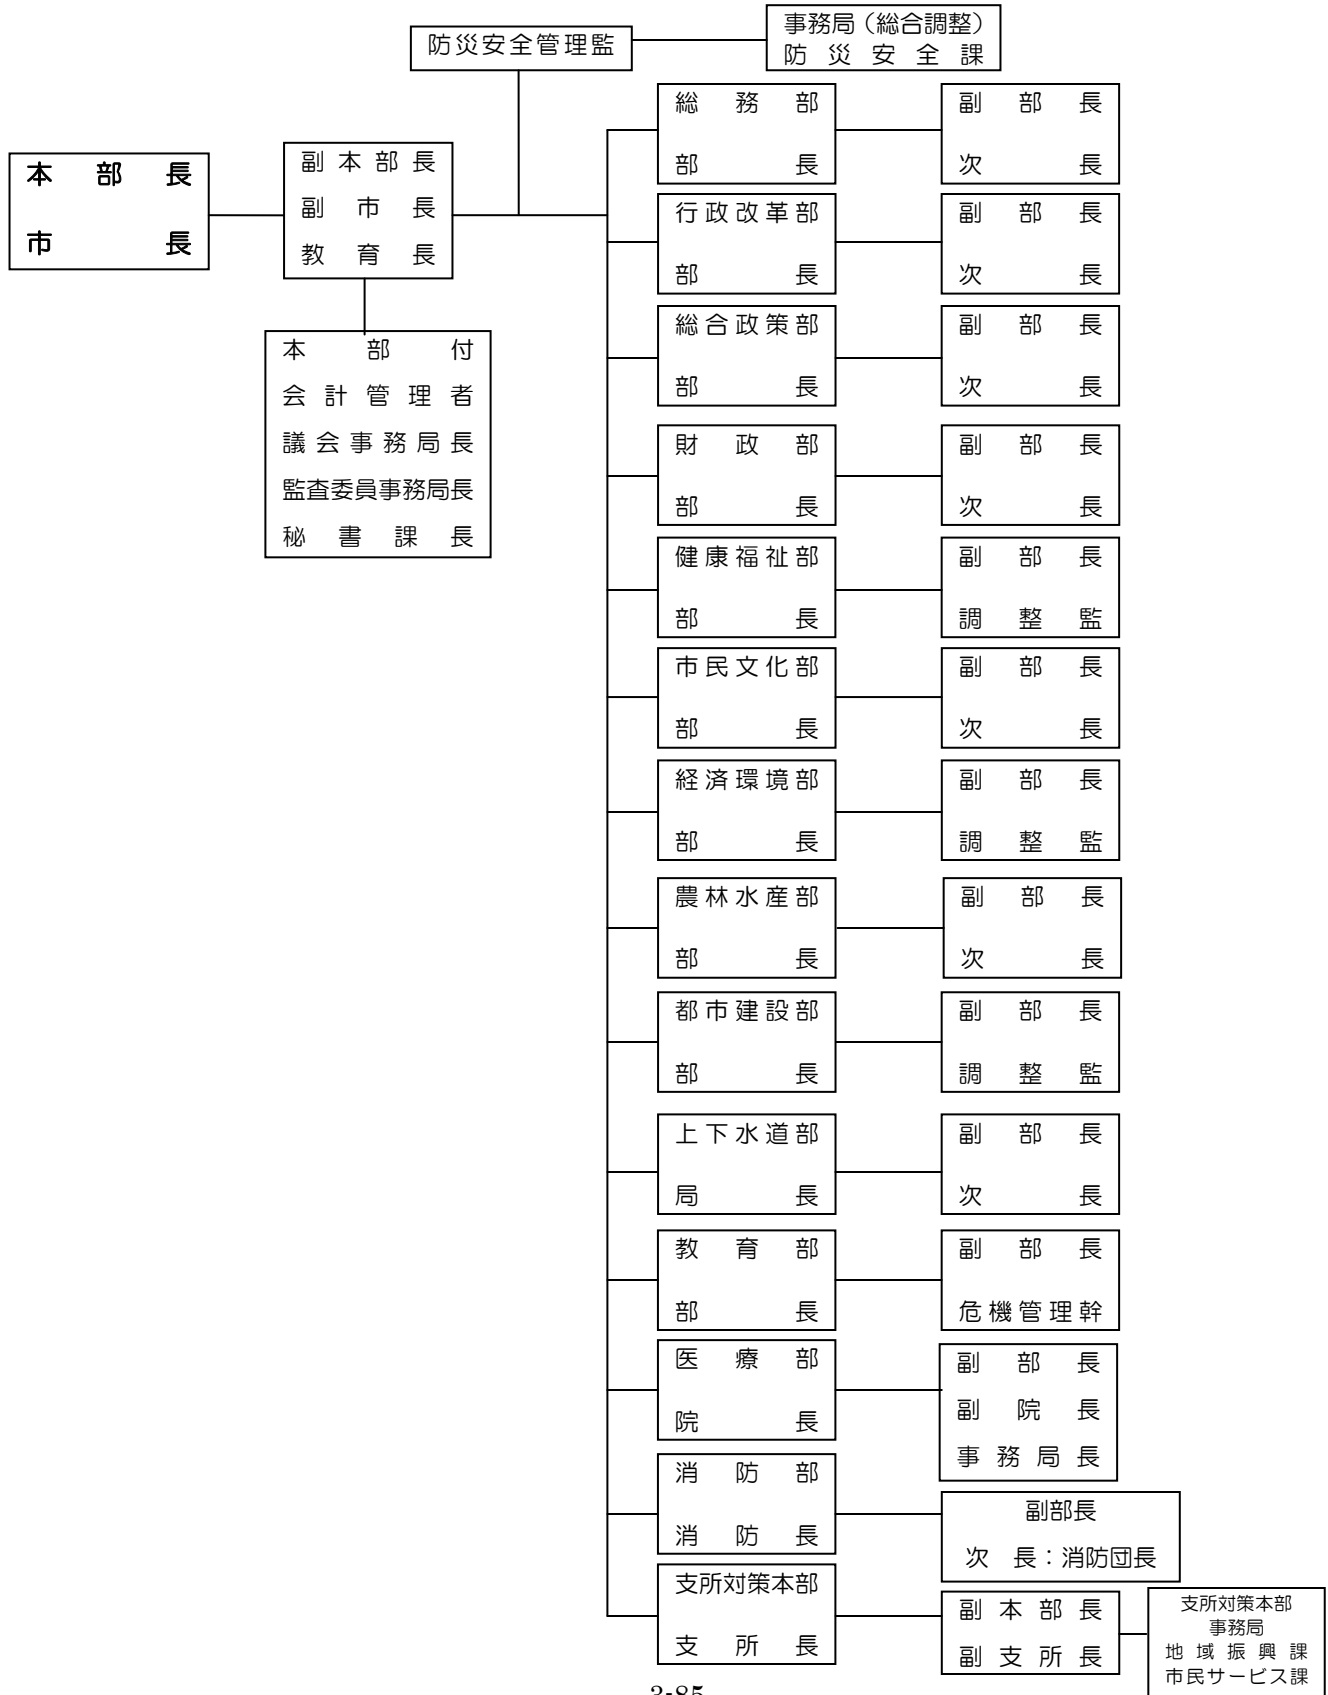 防災安全管理監
事務局（総合調整）
防災安全課
本部長
市長
副本部長
副市長
教育長
本部付
会計管理者
議会事務局長
監査委員事務局長
秘書課長
総務部
部長
副部長
次長
行政改革部
部長
副部長
次長
総合政策部
部長
副部長
次長
財政部
部長
副部長
次長
健康福祉部
部長
副部長
調整監
市民文化部
部長
副部長
次長
経済環境部
部長
副部長
調整監
農林水産部
部長
副部長
次長
都市建設部
部長
副部長
調整監
上下水道部
局長
副部長
次長
教育部
部長
副部長
危機管理幹
医療部
院長
副部長
副院長
事務局長
消防部
消防長
副部長
次　長：消防団長
支所対策本部
支所長
副本部長
副支所長
支所対策本部
事務局
地域振興課
市民サービス課
3-85